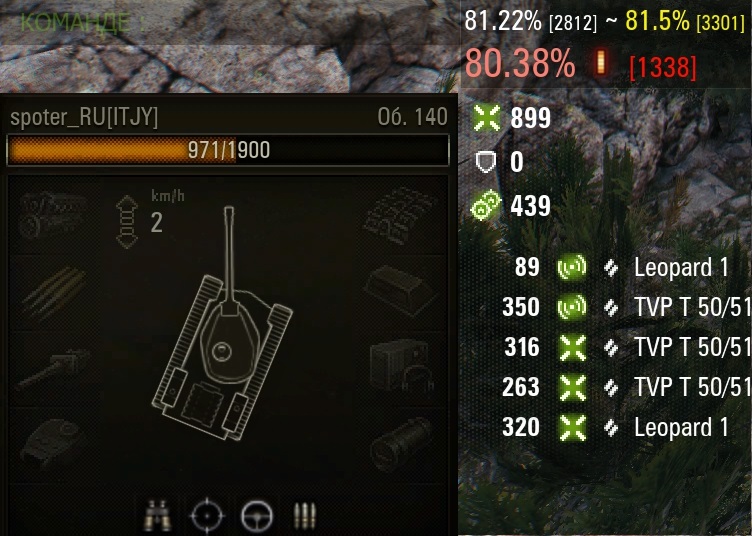 КОМАНДЕ
81.22% [2812] ~ 81.5% [3301]
80.38% [1338]
spoter_RU[ITJY] Об. 140
971/1900
899
0
439
km/h
2
89 Leopard 1
350 TVP T 50/51
316 TVP T 50/51
263 TVP T 50/51
320 Leopard 1